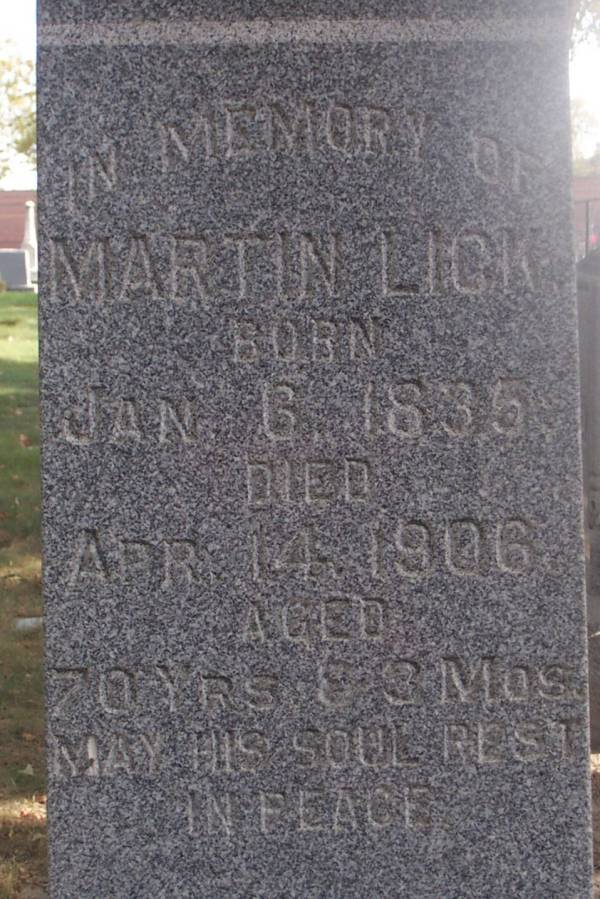 IN MEMORY OF
MARTIN LICK
BORN
JAN. 6, 1835.
DIED
APR. 14, 1906.
AGED
70 YRS. & 3 MOS.
MAY HIS SOUL REST
IN PEACE.